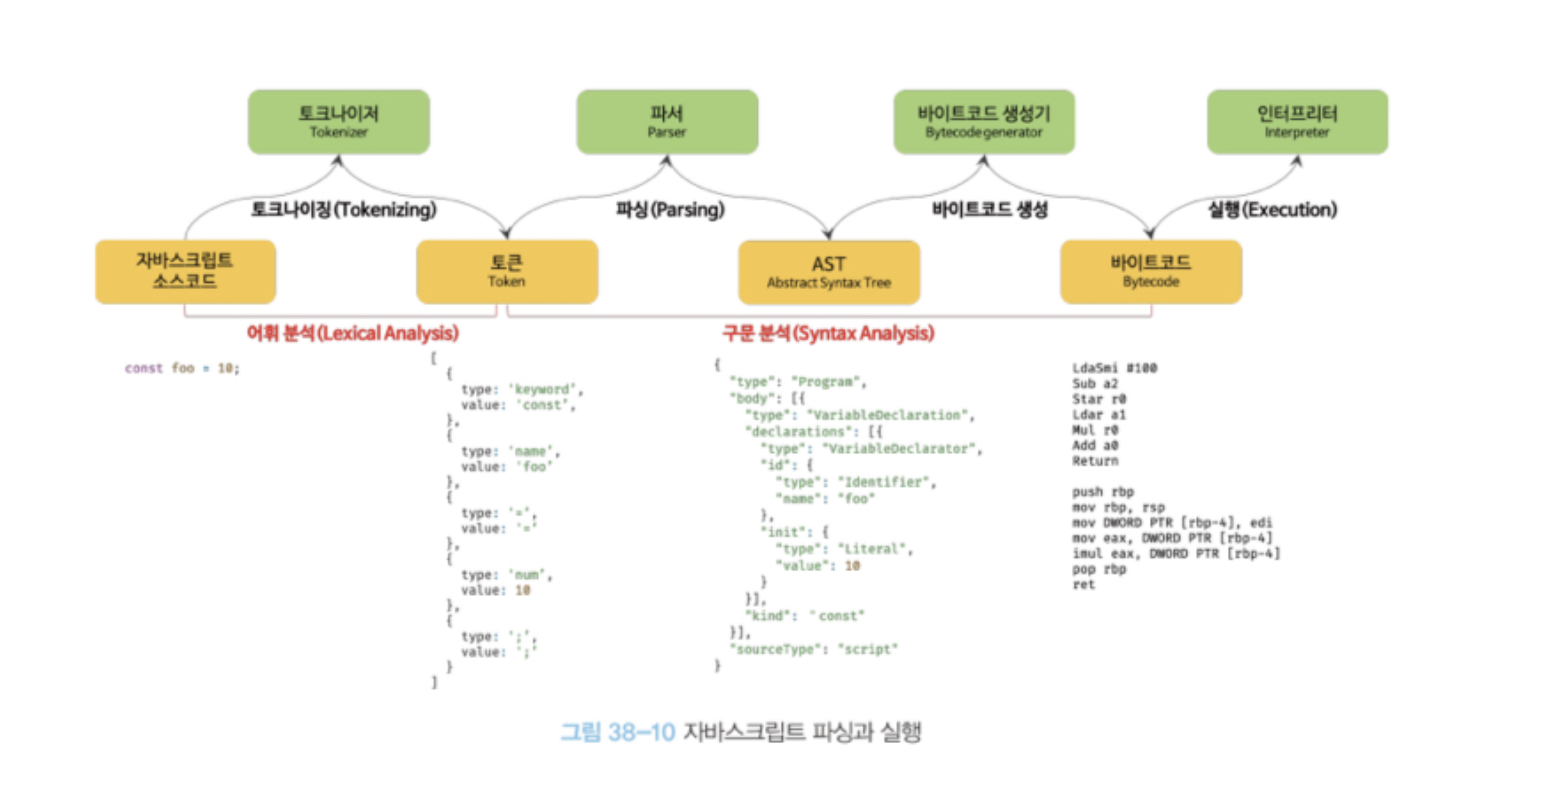 토크나이저
Tokenizer
파서
Parser
바이트코드 생성기
Bytecode generator
인터프리터
Interpreter
토크나이징(Tokenizing)
파싱(Parsing)
바이트코드 생성
실행(Execution)
자바스크립트
소스코드
토큰
Token
AST
Abstract Syntax Tree
바이트코드
Bytecode
어휘 분석(Lexical Analysis)
구문 분석(Syntax Analysis)
const foo = 10;
[
{
type: 'keyword',
value: 'const',
},
{
type: 'name',
value: 'foo'
},
{
type: '=',
value: '='
},
{
type: 'num',
value: 10
},
{
type: ';',
value: ';'
}
]
{
"type": "Program",
"body": [{
"type": "VariableDeclaration",
"declarations": [{
"type": "VariableDeclarator",
"id": {
"type": "Identifier",
"name": "foo"
},
"init": {
"type": "Literal",
"value": 10
}
}],
"kind": "const"
}],
"sourceType": "script"
}
LdaSmi #100
Sub a2
Star r0
Ldar a1
Mul r0
Add a0
Return
push rbp
mov rbp, rsp
mov DWORD PTR [rbp-4], edi
mov eax, DWORD PTR [rbp-4]
imul eax, DWORD PTR [rbp-4]
pop rbp
ret
그림 38-10 자바스크립트 파싱과 실행